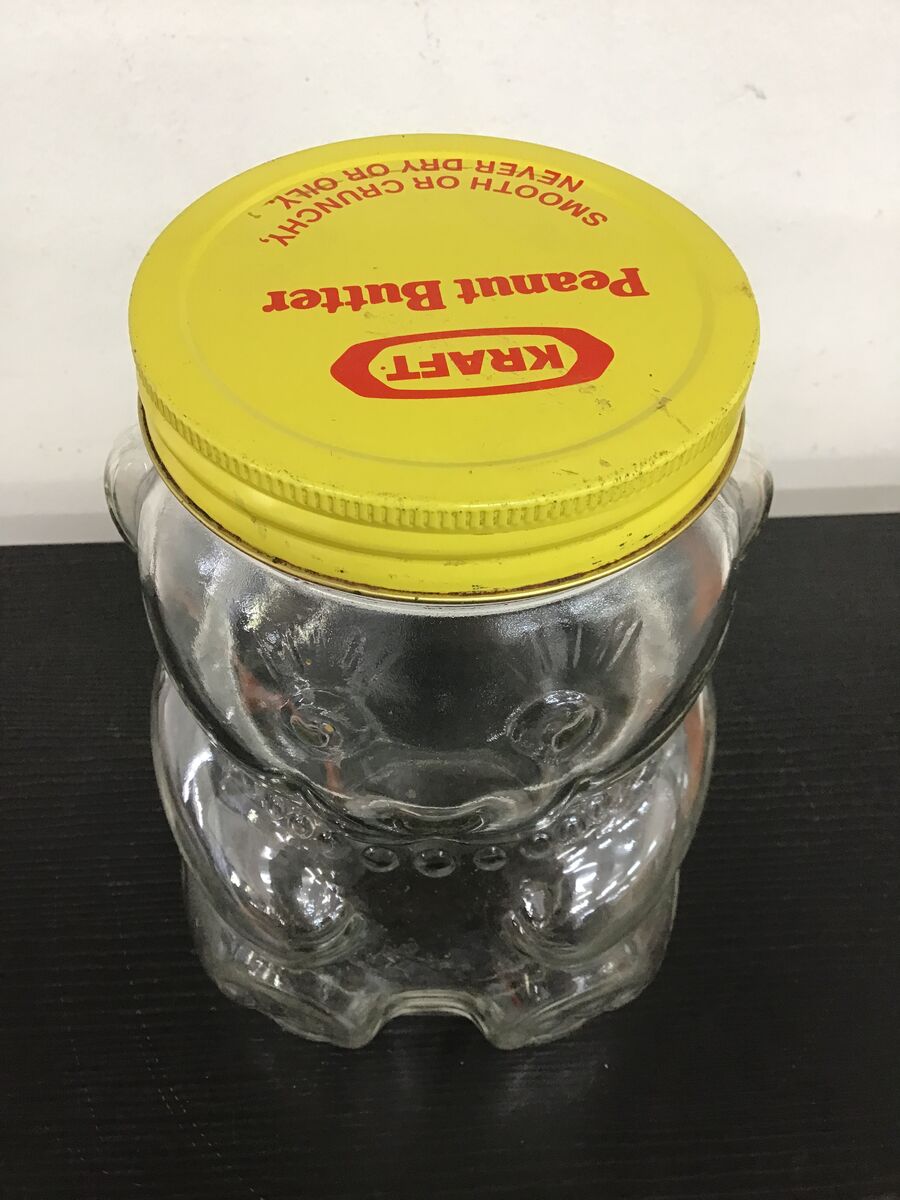 KRAFT
Peanut Butter
SMOOTH OR CRUNCHY,
NEVER DRY OR OILY.